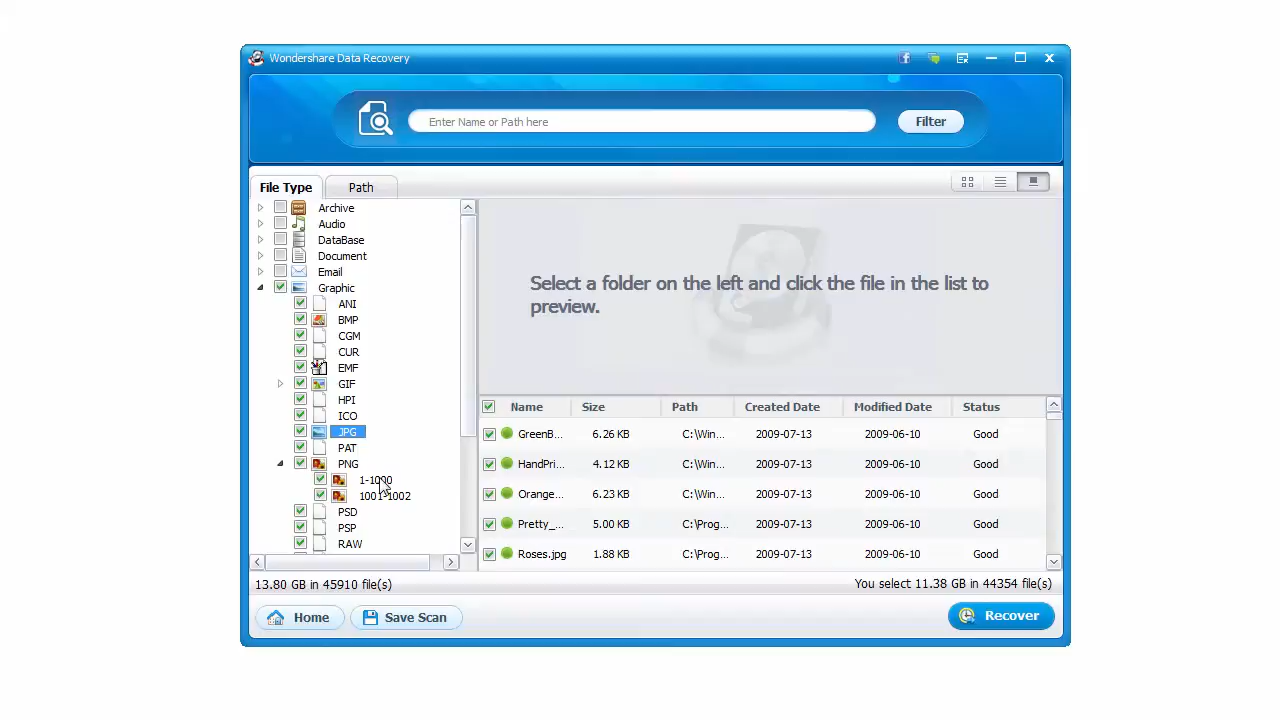 Wondershare Data Recovery
Enter Name or Path here
Filter
File Type
Path
Archive
Audio
DataBase
Document
Email
Graphic
ANI
BMP
CGM
CUR
EMF
GIF
HPI
ICO
JPG
PAT
PNG
1-1000
1001-1002
PSD
PSP
RAW
Select a folder on the left and click the file in the list to
preview.
Name Size Path Created Date Modified Date Status
GreenB... 6.26 KB C:\Win... 2009-07-13 2009-06-10 Good
HandPri... 4.12 KB C:\Win... 2009-07-13 2009-06-10 Good
Orange... 6.23 KB C:\Win... 2009-07-13 2009-06-10 Good
Pretty_... 5.00 KB C:\Prog... 2009-07-13 2009-06-10 Good
Roses.jpg 1.88 KB C:\Prog... 2009-07-13 2009-06-10 Good
13.80 GB in 45910 file(s)
You select 11.38 GB in 44354 file(s)
Home
Save Scan
Recover